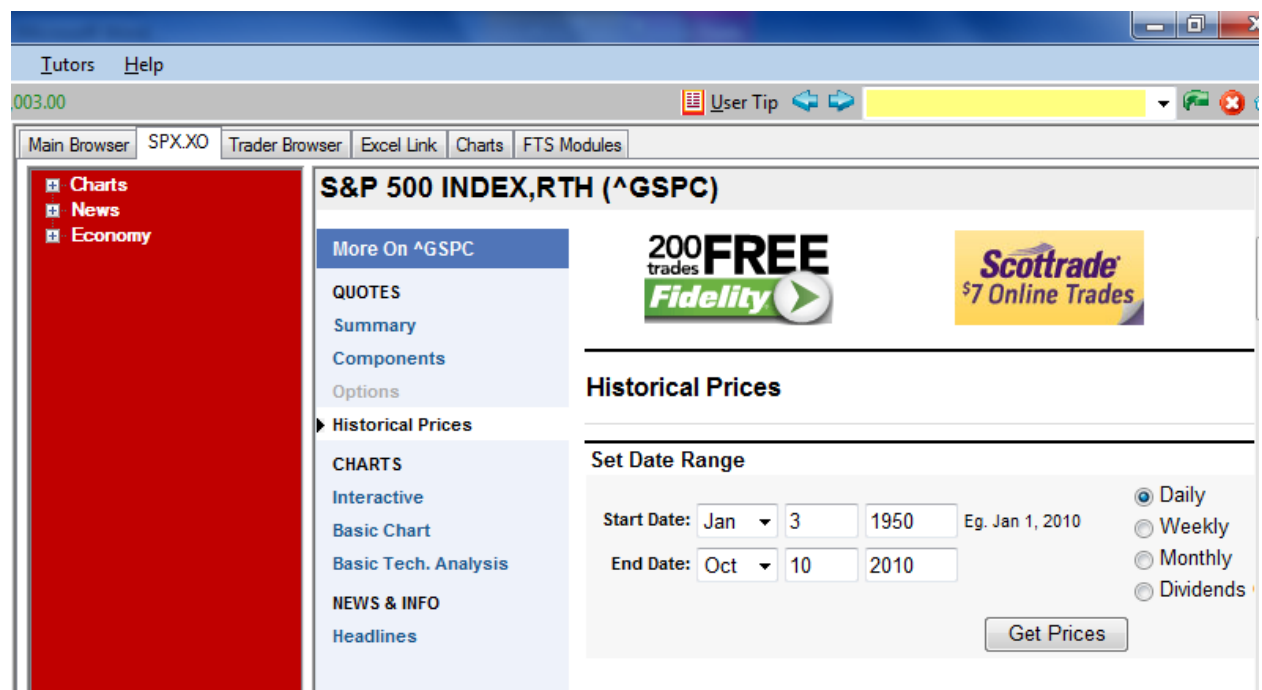 Tutors Help
,003.00
User Tip
Main Browser SPX.XO Trader Browser Excel Link Charts FTS Modules
Charts
News
Economy
S&P 500 INDEX,RTH (^GSPC)
More On ^GSPC
QUOTES
Summary
Components
Options
Historical Prices
CHARTS
Interactive
Basic Chart
Basic Tech. Analysis
NEWS & INFO
Headlines
200 trades FREE
Fidelity
Scottrade
$7 Online Trades
Historical Prices
Set Date Range
Start Date: Jan 3 1950 Eg. Jan 1, 2010
End Date: Oct 10 2010
Daily
Weekly
Monthly
Dividends
Get Prices